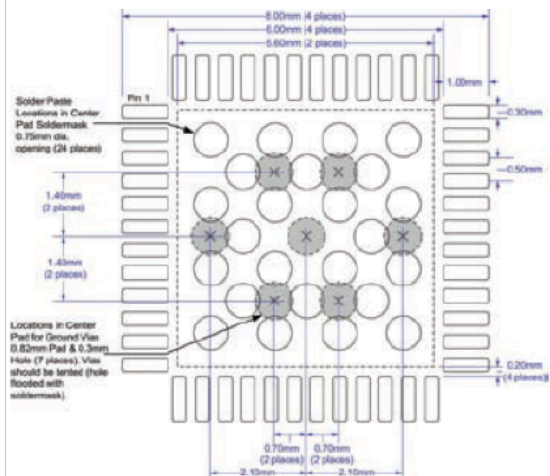 8.00mm (4 places)
6.00mm (4 places)
5.60mm (2 places)
1.00mm
Solder Paste
Locations in Center
Pad Soldermask
0.75mm dia.
opening (24 places)
Pin 1
0.30mm
0.50mm
1.40mm
(2 places)
1.40mm
(2 places)
Locations in Center
Pad for Ground Vias
0.82mm Pad & 0.3mm
Hole (7 places). Vias
should be tented (hole
flooded with
soldermask).
0.20mm
(4 places)
0.70mm
(2 places)
0.70mm
(2 places)
2.10mm
2.10mm